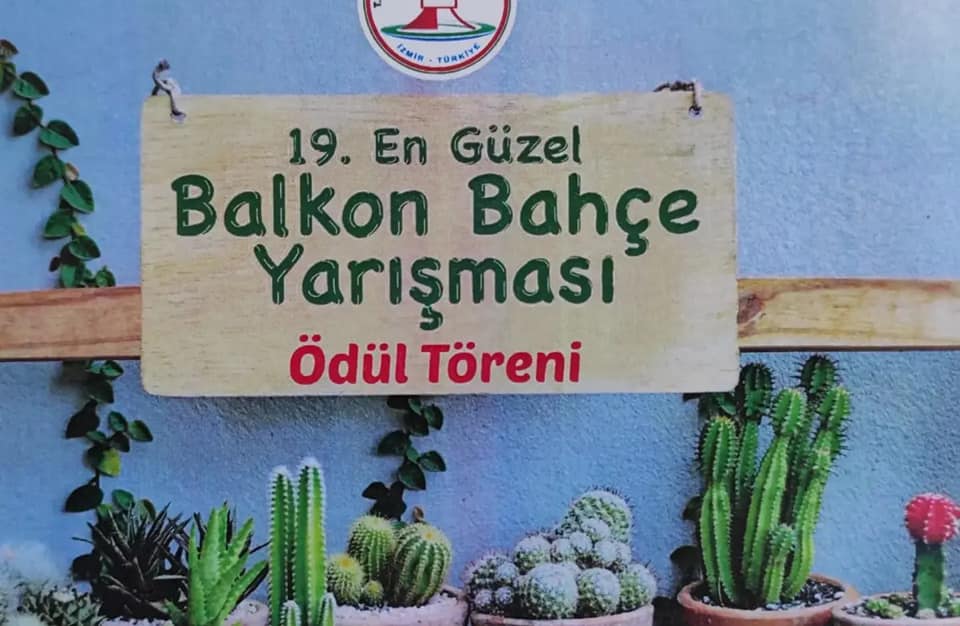 İZMİR - TÜRKİYE
19. En Güzel
Balkon Bahçe
Yarışması
Ödül Töreni